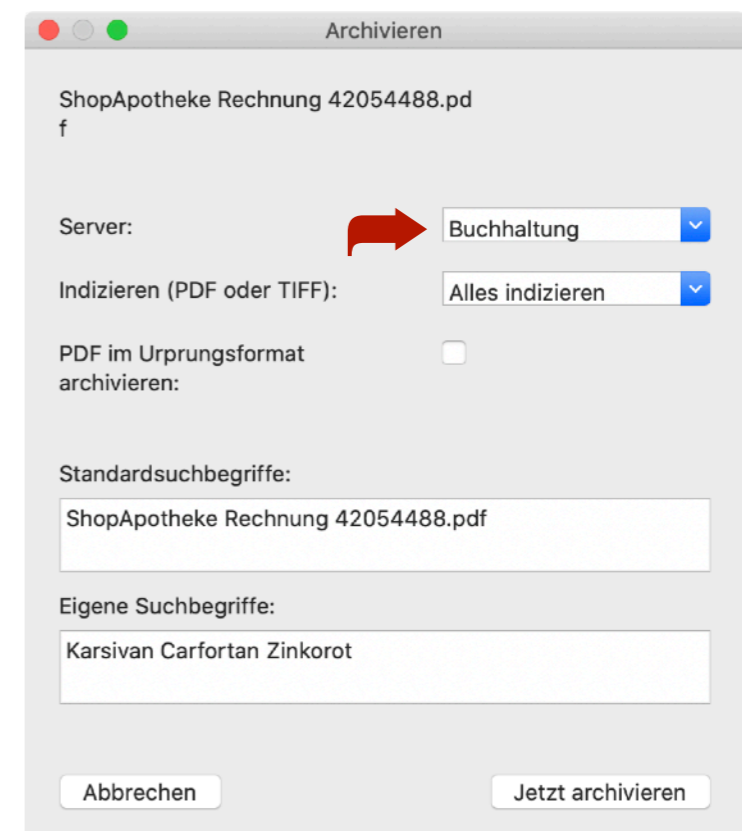 Archivieren
ShopApotheke Rechnung 42054488.pd
f
Server:
Buchhaltung
Indizieren (PDF oder TIFF):
Alles indizieren
PDF im Urprungsformat
archivieren:
Standardsuchbegriffe:
ShopApotheke Rechnung 42054488.pdf
Eigene Suchbegriffe:
Karsivan Carfortan Zinkorot
Abbrechen
Jetzt archivieren